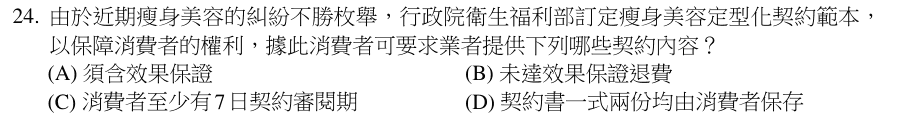 24. 由於近期瘦身美容的糾紛不勝枚舉，行政院衛生福利部訂定瘦身美容定型化契約範本，
以保障消費者的權利，據此消費者可要求業者提供下列哪些契約內容？
(A) 須含效果保證 (B) 未達效果保證退費
(C) 消費者至少有 7 日契約審閱期 (D) 契約書一式兩份均由消費者保存